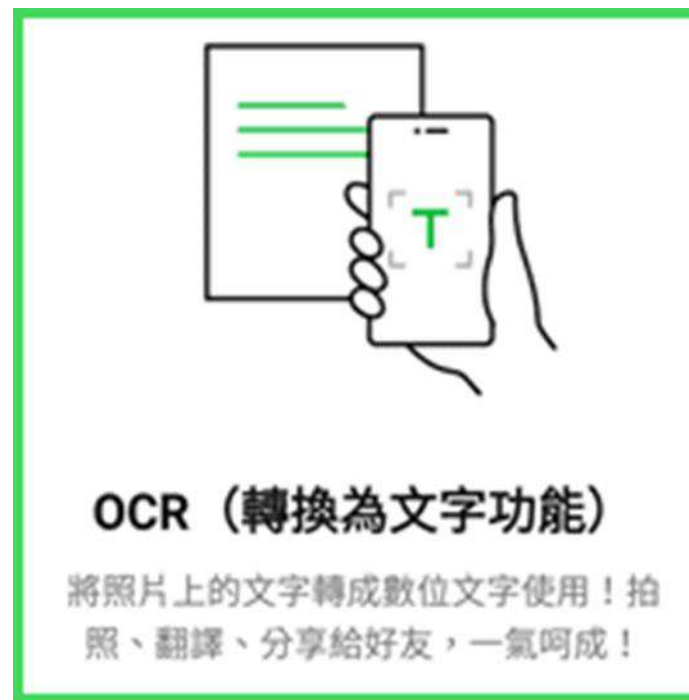 T
OCR（轉換為文字功能）
將照片上的文字轉成數位文字使用！拍
照、翻譯、分享給好友，一氣呵成！